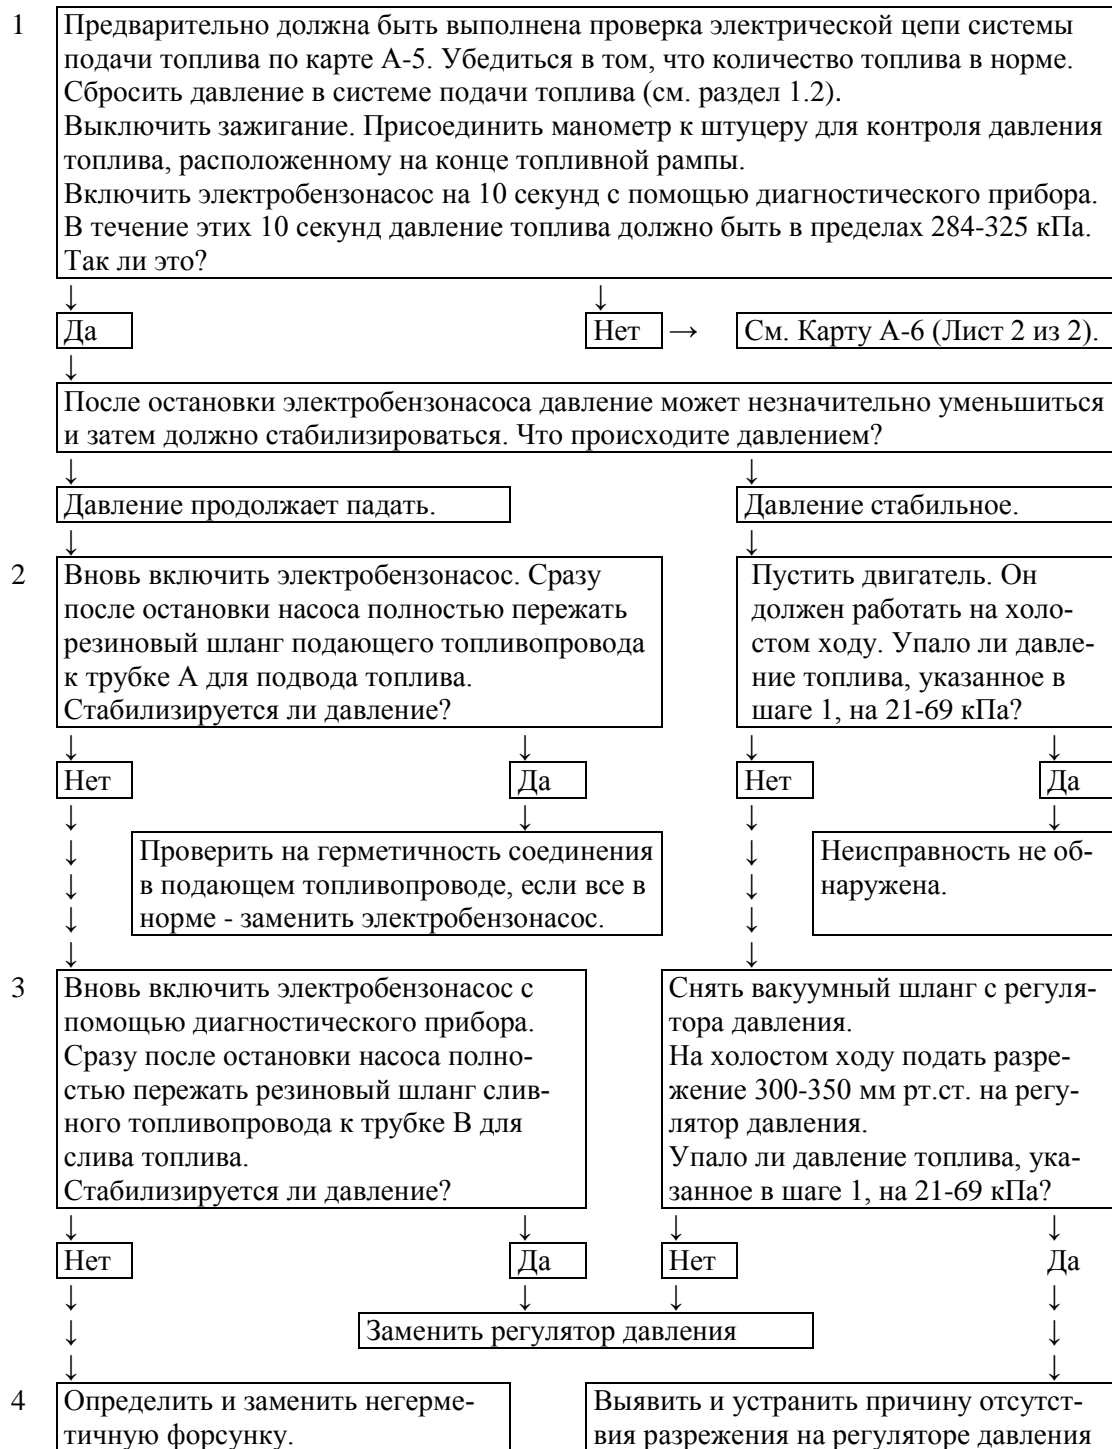 1
Предварительно должна быть выполнена проверка электрической цепи системы
подачи топлива по карте А-5. Убедиться в том, что количество топлива в норме.
Сбросить давление в системе подачи топлива (см. раздел 1.2).
Выключить зажигание. Присоединить манометр к штуцеру для контроля давления
топлива, расположенному на конце топливной рампы.
Включить электробензонасос на 10 секунд с помощью диагностического прибора.
В течение этих 10 секунд давление топлива должно быть в пределах 284-325 кПа.
Так ли это?
↓ ↓
Да Нет → См. Карту А-6 (Лист 2 из 2).
↓
После остановки электробензонасоса давление может незначительно уменьшиться
и затем должно стабилизироваться. Что происходите давлением?
↓ ↓
Давление продолжает падать. Давление стабильное.
↓ ↓
2
Вновь включить электробензонасос. Сразу
после остановки насоса полностью пережать
резиновый шланг подающего топливопровода
к трубке А для подвода топлива.
Стабилизируется ли давление?
Пустить двигатель. Он
должен работать на холо-
стом ходу. Упало ли давле-
ние топлива, указанное в
шаге 1, на 21-69 кПа?
↓ ↓ ↓ ↓
Нет Да Нет Да
↓ ↓ ↓ ↓
Проверить на герметичность соединения
в подающем топливопроводе, если все в
норме - заменить электробензонасос.
Неисправность не об-
наружена.
↓ ↓
↓ ↓
↓ ↓
↓ ↓
3
Вновь включить электробензонасос с
помощью диагностического прибора.
Сразу после остановки насоса полно-
стью пережать резиновый шланг слив-
ного топливопровода к трубке В для
слива топлива.
Стабилизируется ли давление?
Снять вакуумный шланг с регуля-
тора давления.
На холостом ходу подать разре-
жение 300-350 мм рт.ст. на регу-
лятор давления.
Упало ли давление топлива, ука-
занное в шаге 1, на 21-69 кПа?
↓ ↓ ↓ ↓
Нет Да Нет Да
↓ ↓ ↓ ↓
↓ Заменить регулятор давления ↓
↓ ↓
4
Определить и заменить негерме-
тичную форсунку.
Выявить и устранить причину отсутст-
вия разрежения на регуляторе давления